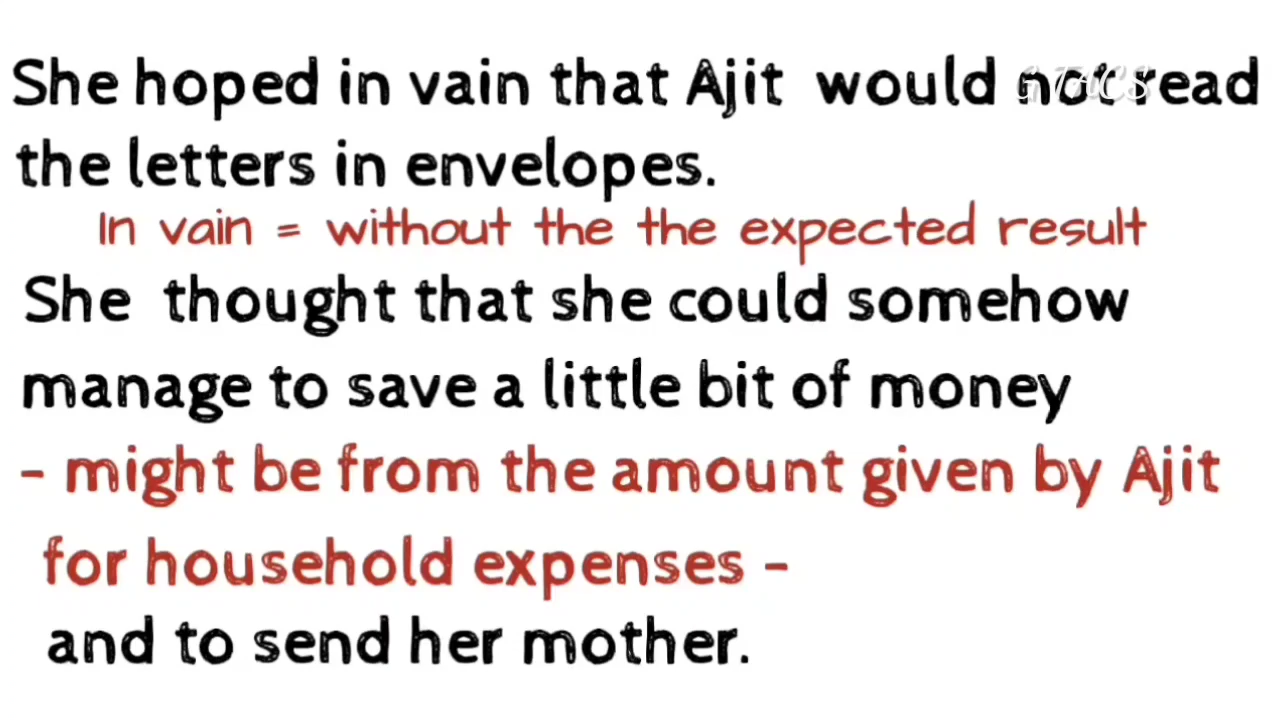 She hoped in vain that Ajit would not read
the letters in envelopes.
In vain = without the the expected result
She thought that she could somehow
manage to save a little bit of money
- might be from the amount given by Ajit
for household expenses -
and to send her mother.
G TACS